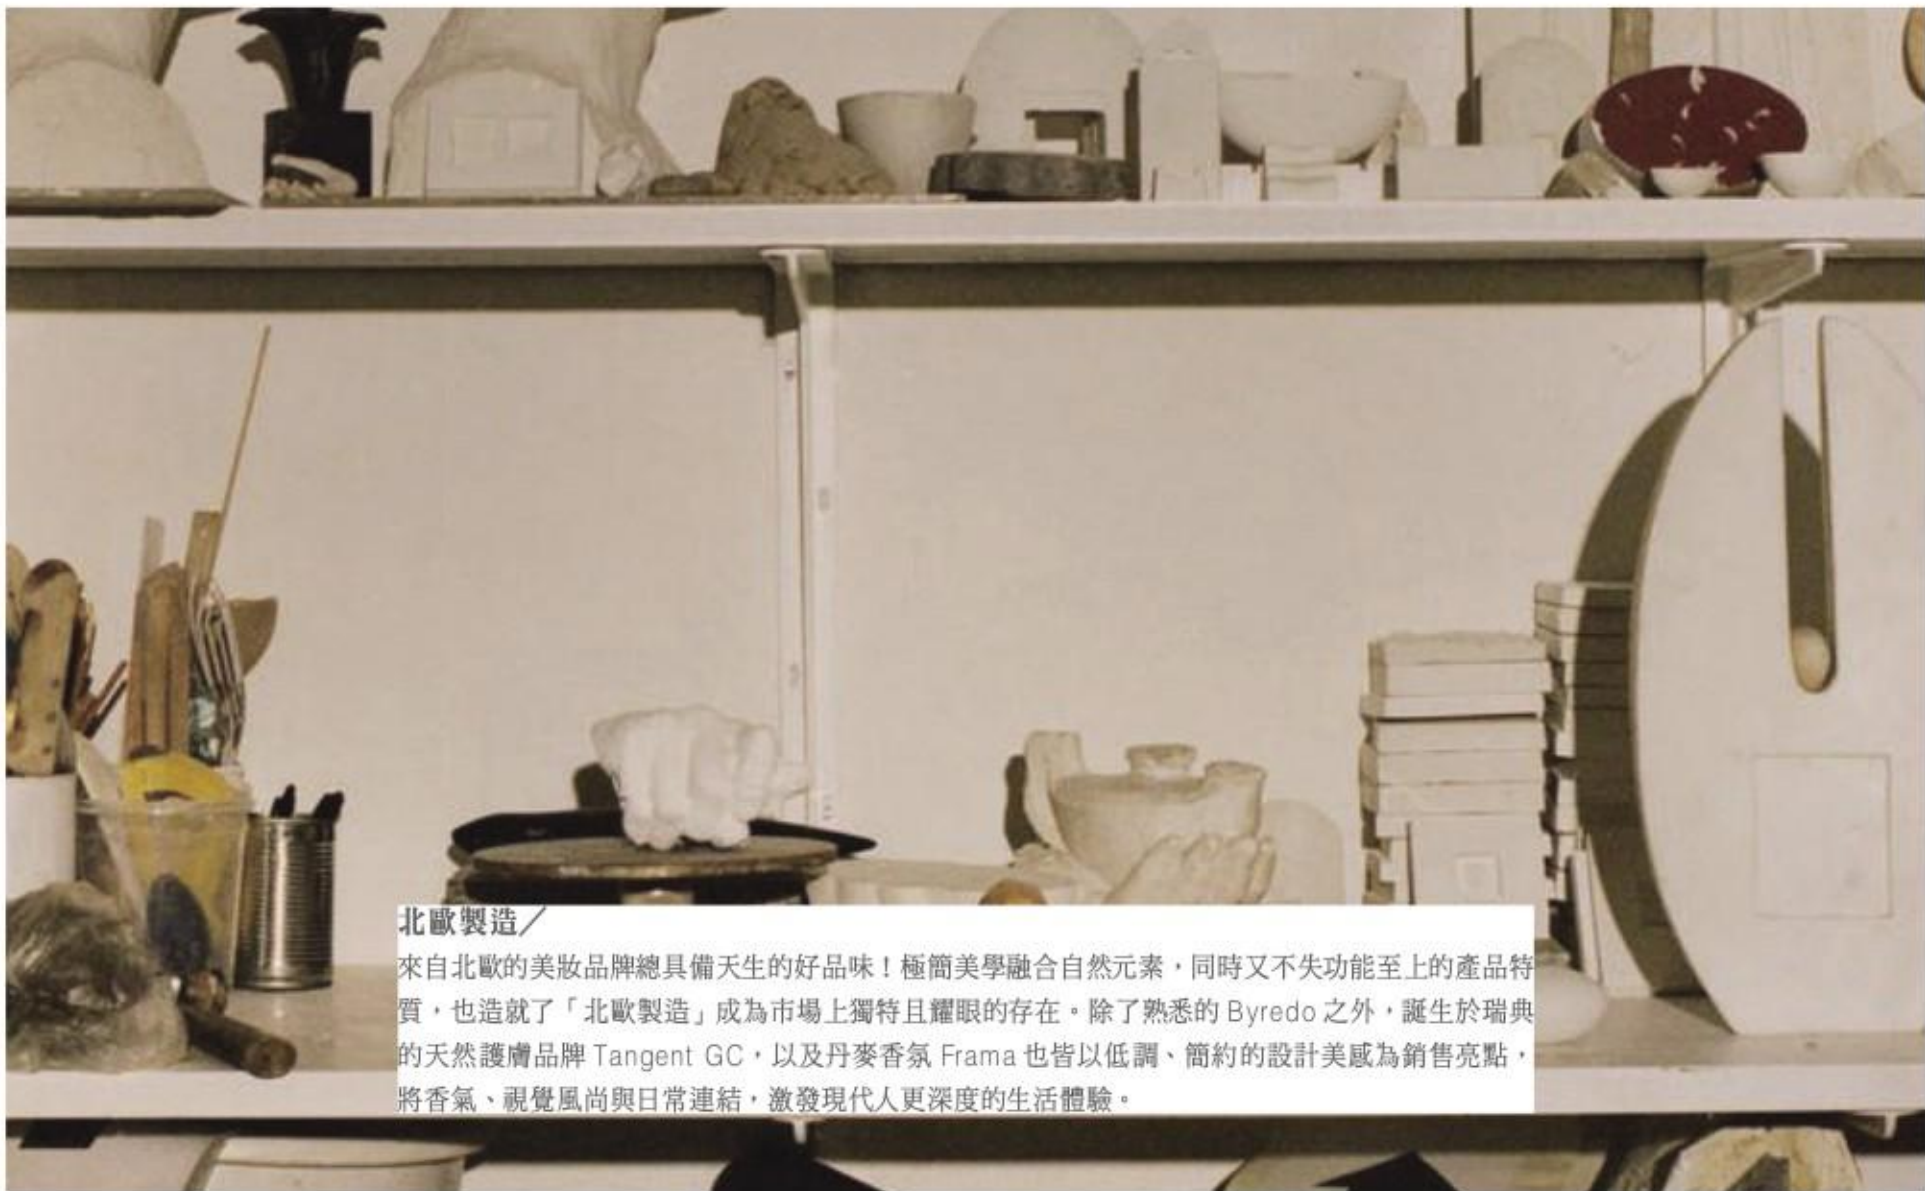 北歐製造／
來自北歐的美妝品牌總具備天生的好品味！極簡美學融合自然元素，同時又不失功能至上的產品特
質，也造就了「北歐製造」成為市場上獨特且耀眼的存在。除了熟悉的 Byredo 之外，誕生於瑞典
的天然護膚品牌 Tangent GC，以及丹麥香氛 Frama 也皆以低調、簡約的設計美感為銷售亮點，
將香氣、視覺風尚與日常連結，激發現代人更深度的生活體驗。